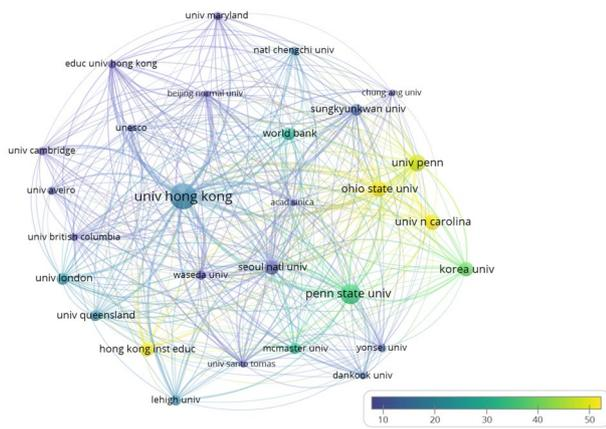 univ maryland
natl chengchi univ
educ univ hong kong
beijing normal univ
chung ang univ
sungkyunkwan univ
unesco
world bank
univ cambridge
univ penn
univ aveiro
ohio state univ
univ hong kong
acad sinica
univ n carolina
univ british columbia
seoul natl univ
korea univ
waseda univ
univ london
penn state univ
univ queensland
hong kong inst educ
mcmaster univ
yonsei univ
univ santo tomas
dankook univ
lehigh univ
10 20 30 40 50